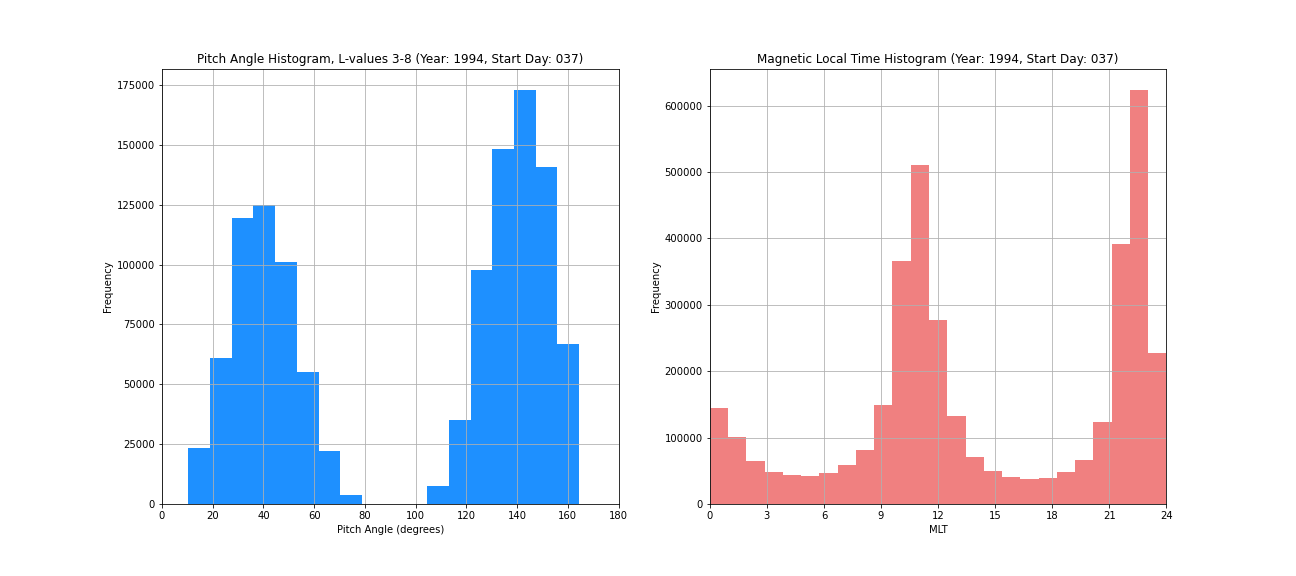 Pitch Angle Histogram, L-values 3-8 (Year: 1994, Start Day: 037)
175000
150000
125000
100000
75000
50000
25000
0
Frequency
0 20 40 60 80 100 120 140 160 180
Pitch Angle (degrees)
Magnetic Local Time Histogram (Year: 1994, Start Day: 037)
600000
500000
400000
300000
200000
100000
0
Frequency
0 3 6 9 12 15 18 21 24
MLT